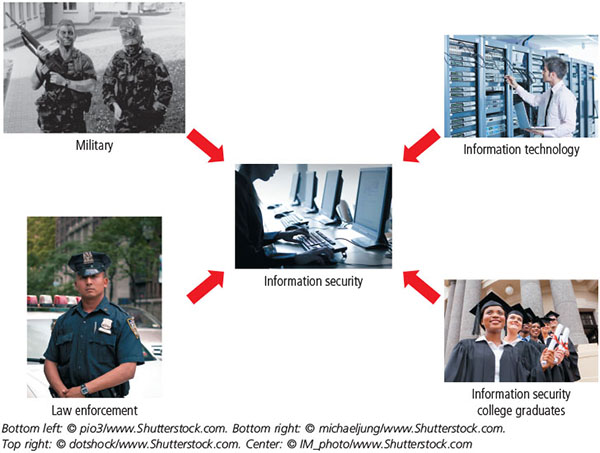 Military
Information technology
Information security
Law enforcement
Information security
college graduates
Bottom left: © pio3/www.Shutterstock.com. Bottom right: © michaeljung/www.Shutterstock.com.
Top right: © dotshock/www.Shutterstock.com. Center: © IM_photo/www.Shutterstock.com